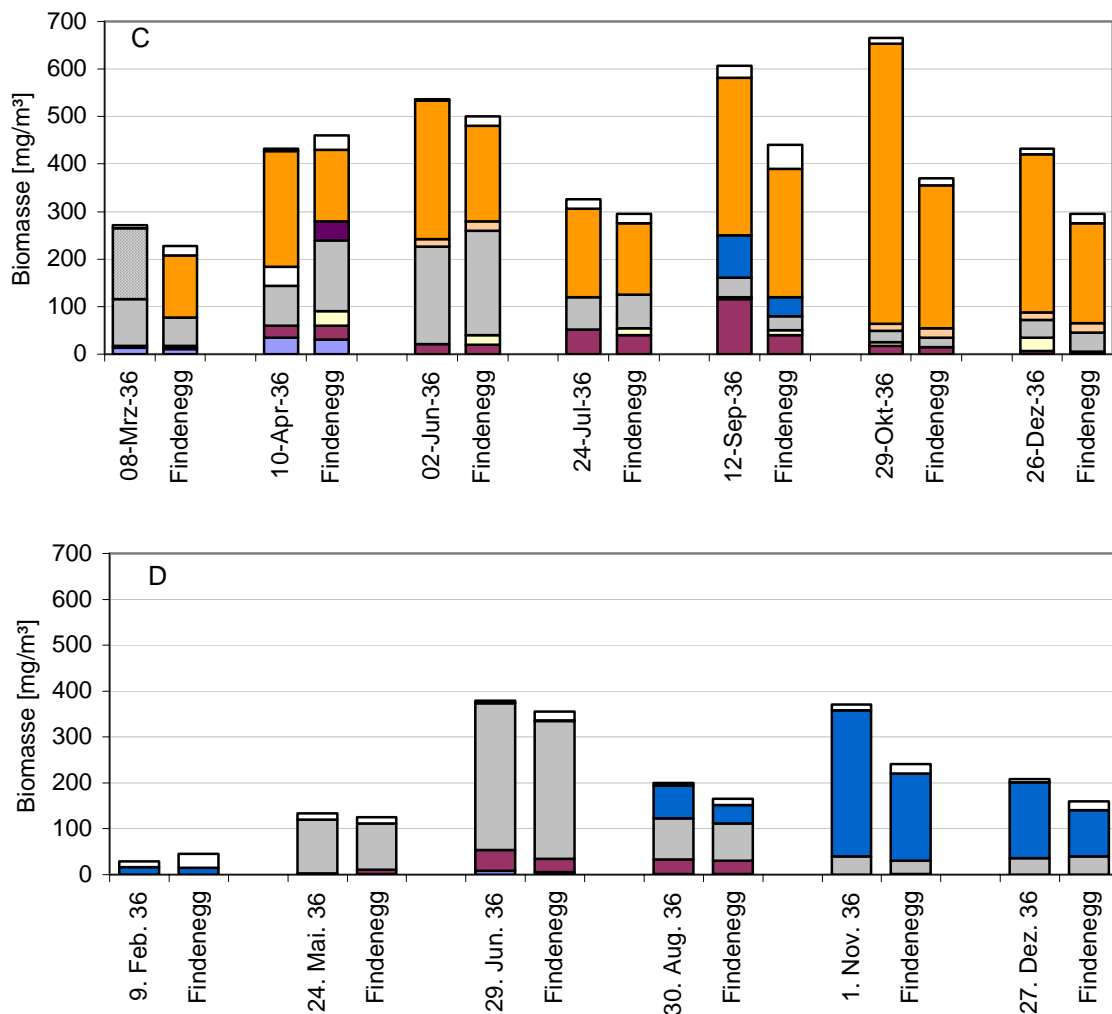 C
Biomasse [mg/m³]
700
600
500
400
300
200
100
0
08-Mrz-36
Findenegg
10-Apr-36
Findenegg
02-Jun-36
Findenegg
24-Jul-36
Findenegg
12-Sep-36
Findenegg
29-Okt-36
Findenegg
26-Dez-36
Findenegg
D
Biomasse [mg/m³]
700
600
500
400
300
200
100
0
9. Feb. 36
Findenegg
24. Mai. 36
Findenegg
29. Jun. 36
Findenegg
30. Aug. 36
Findenegg
1. Nov. 36
Findenegg
27. Dez. 36
Findenegg